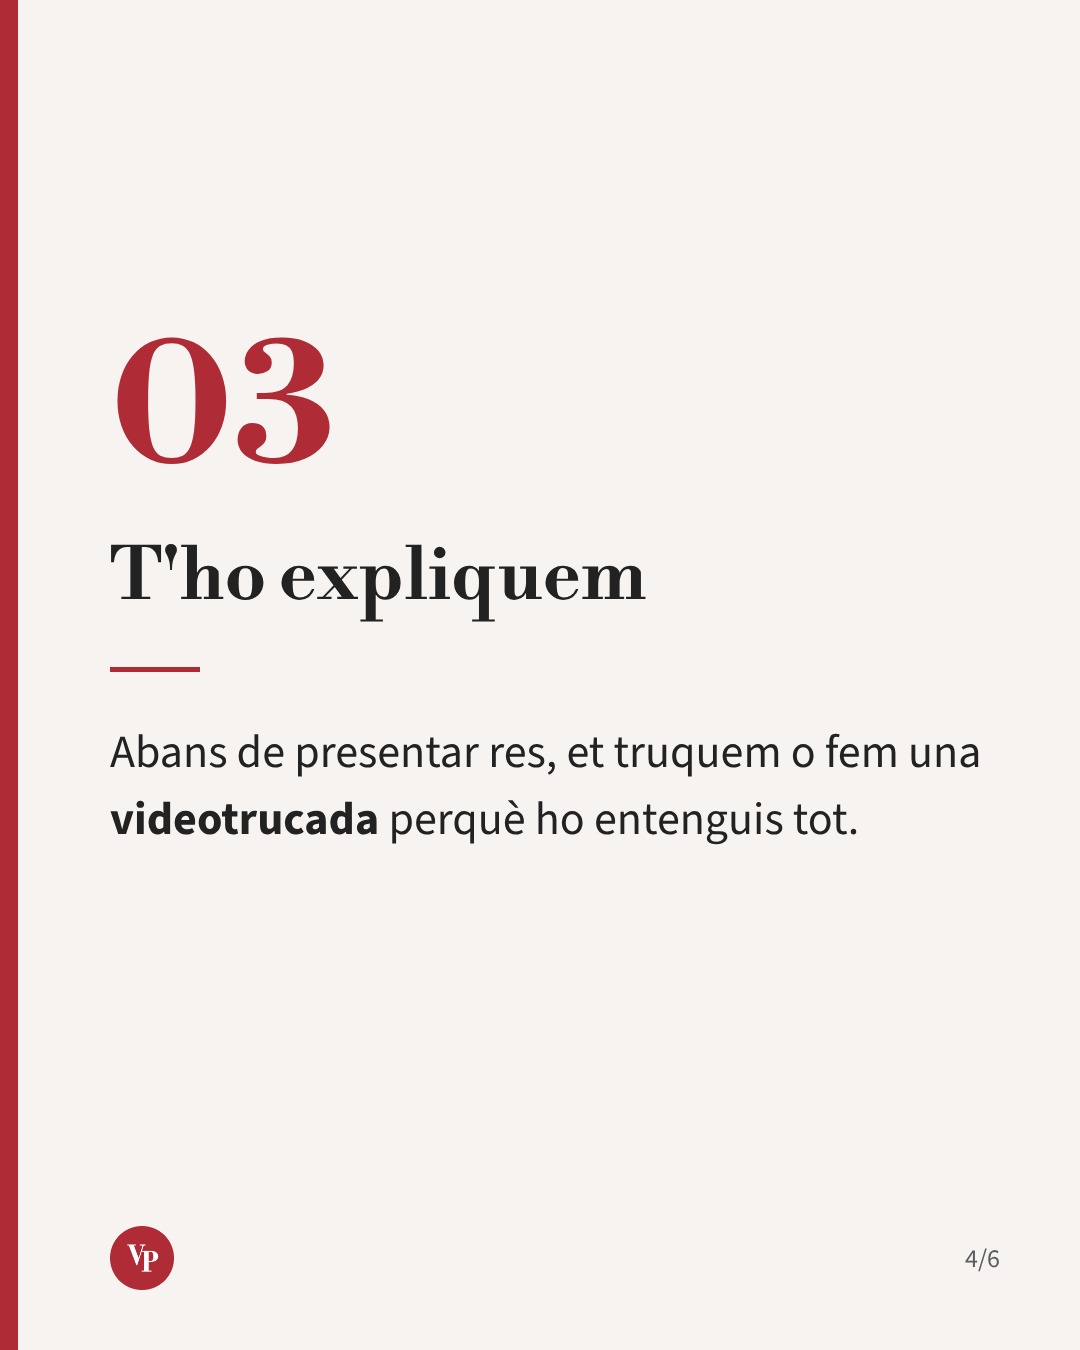 03
T'ho expliquem
Abans de presentar res, et truquem o fem una
videotrucada perquè ho entenguis tot.
VP
4/6